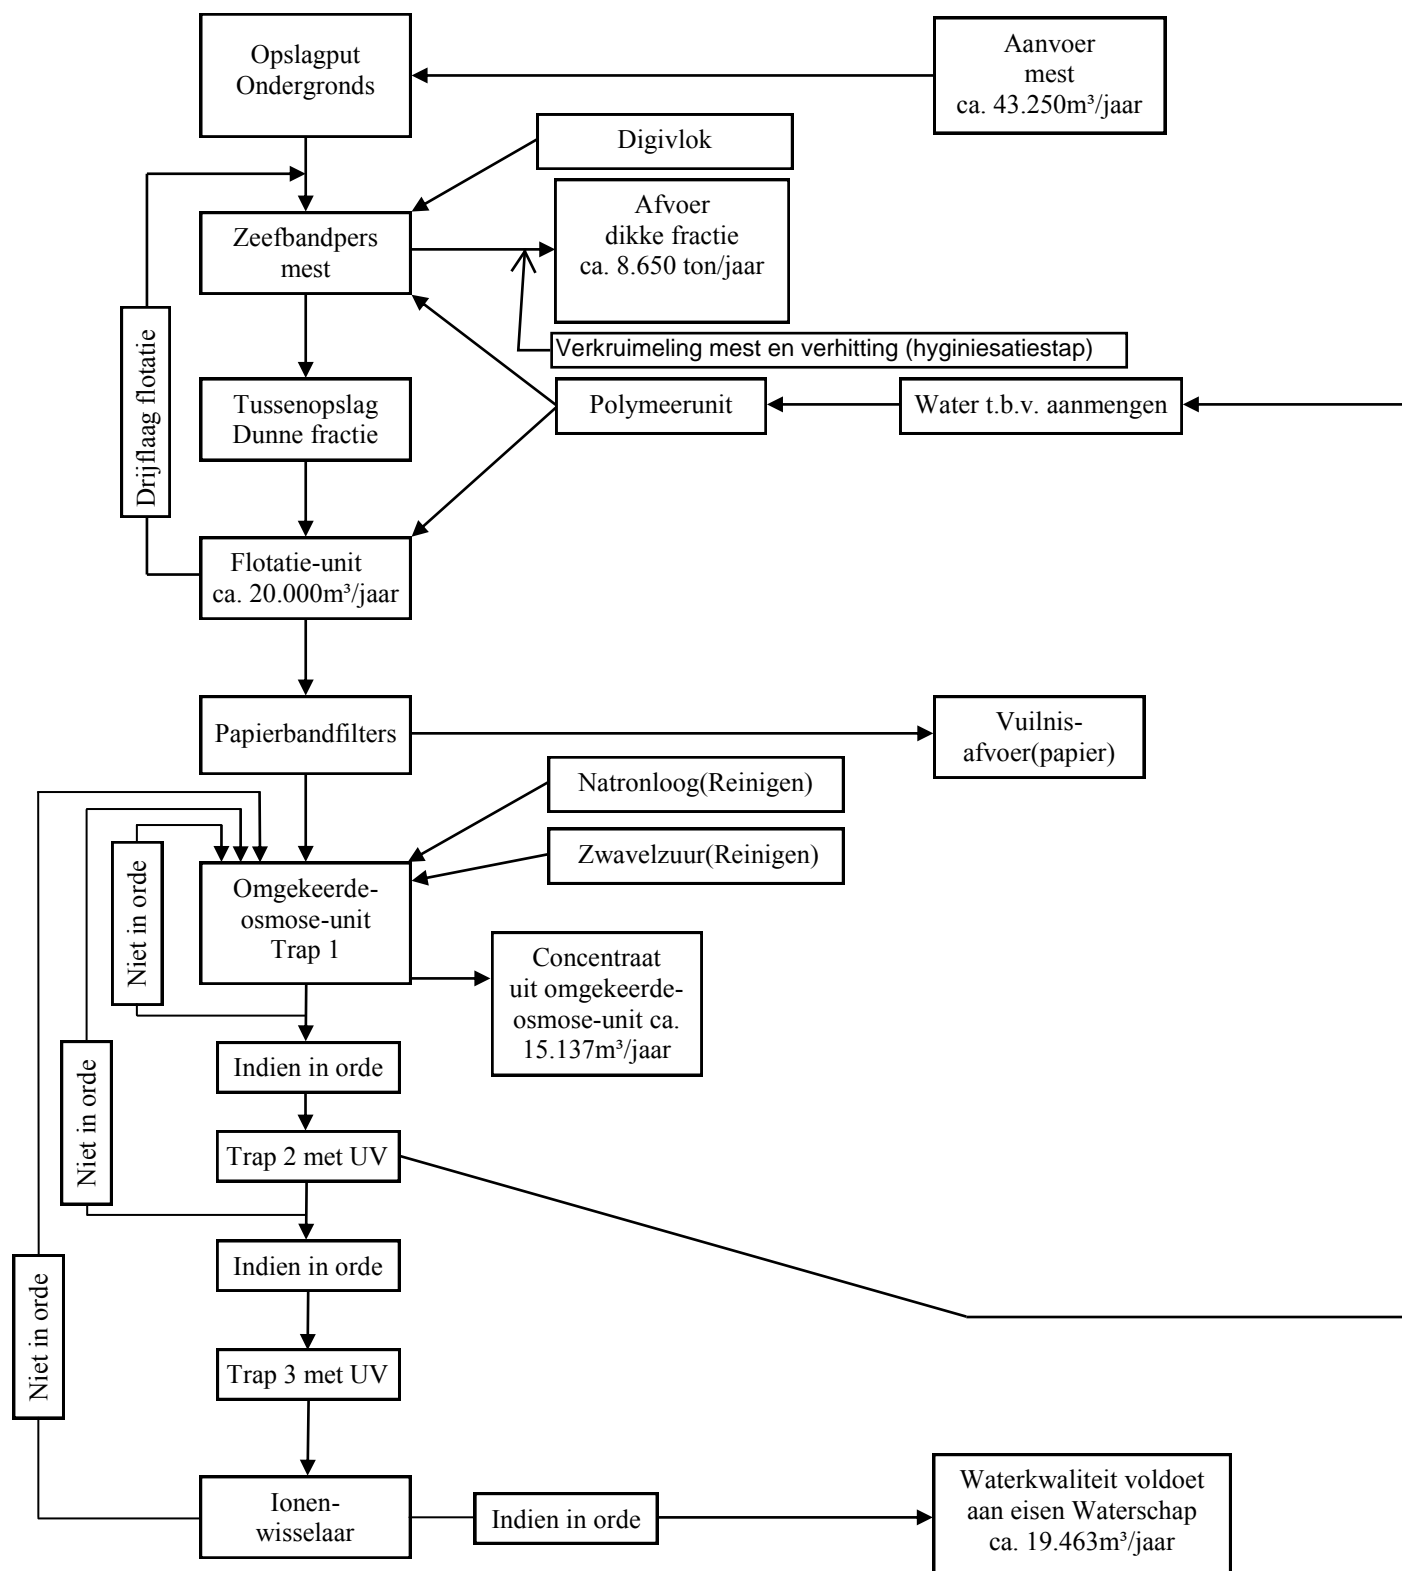 Opslagput
Ondergronds
Aanvoer
mest
ca. 43.250m³/jaar
Digivlok
Zeefbandpers
mest
Afvoer
dikke fractie
ca. 8.650 ton/jaar
Verkruimeling mest en verhitting (hyginiesatiestap)
Drijflaag flotatie
Tussenopslag
Dunne fractie
Polymeerunit
Water t.b.v. aanmengen
Flotatie-unit
ca. 20.000m³/jaar
Papierbandfilters
Vuilnis-
afvoer(papier)
Natronloog(Reinigen)
Zwavelzuur(Reinigen)
Niet in orde
Omgekeerde-
osmose-unit
Trap 1
Concentraat
uit omgekeerde-
osmose-unit ca.
15.137m³/jaar
Indien in orde
Niet in orde
Trap 2 met UV
Indien in orde
Niet in orde
Trap 3 met UV
Ionen-
wisselaar
Indien in orde
Waterkwaliteit voldoet
aan eisen Waterschap
ca. 19.463m³/jaar